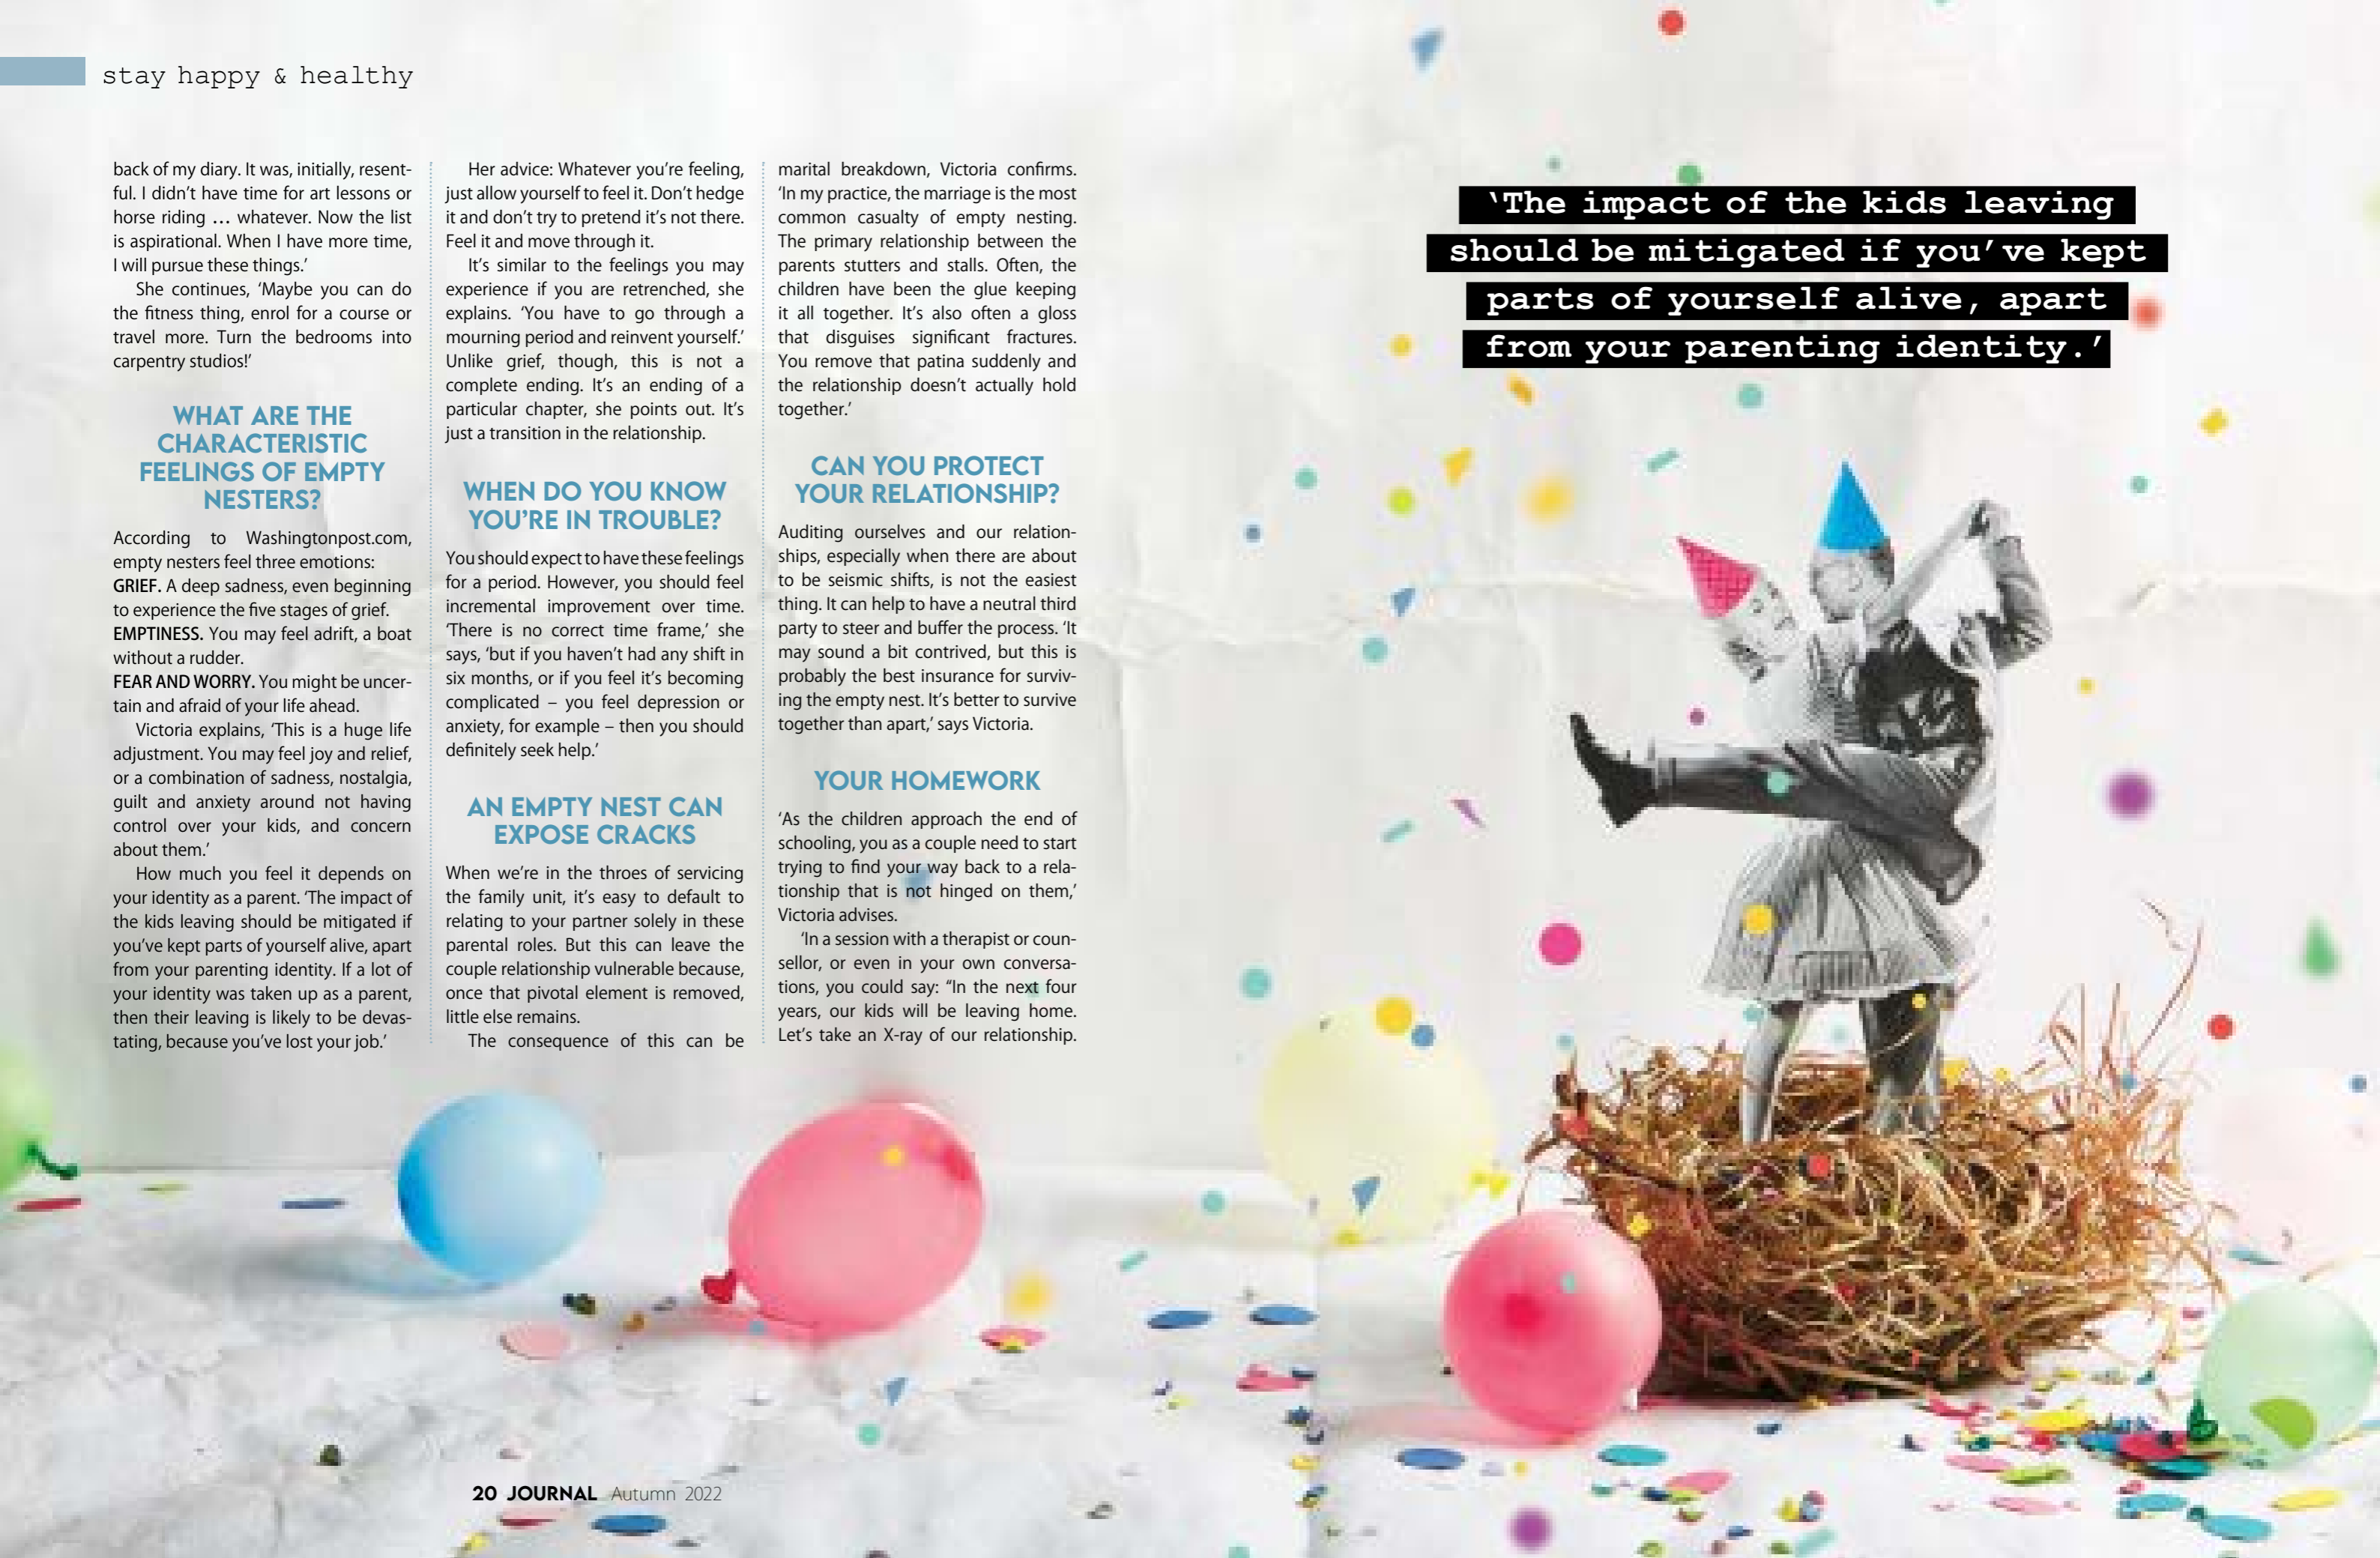 stay happy & healthy
back of my diary. It was, initially, resent-
ful. I didn’t have time for art lessons or
horse riding … whatever. Now the list
is aspirational. When I have more time,
I will pursue these things.’
She continues, ‘Maybe you can do
the fitness thing, enrol for a course or
travel more. Turn the bedrooms into
carpentry studios!’
WHAT ARE THE
CHARACTERISTIC
FEELINGS OF EMPTY
NESTERS?
According to Washingtonpost.com,
empty nesters feel three emotions:
GRIEF. A deep sadness, even beginning
to experience the five stages of grief.
EMPTINESS. You may feel adrift, a boat
without a rudder.
FEAR AND WORRY. You might be uncer-
tain and afraid of your life ahead.
Victoria explains, ‘This is a huge life
adjustment. You may feel joy and relief,
or a combination of sadness, nostalgia,
guilt and anxiety around not having
control over your kids, and concern
about them.’
How much you feel it depends on
your identity as a parent. ‘The impact of
the kids leaving should be mitigated if
you’ve kept parts of yourself alive, apart
from your parenting identity. If a lot of
your identity was taken up as a parent,
then their leaving is likely to be devas-
tating, because you’ve lost your job.’
Her advice: Whatever you’re feeling,
just allow yourself to feel it. Don’t hedge
it and don’t try to pretend it’s not there.
Feel it and move through it.
It’s similar to the feelings you may
experience if you are retrenched, she
explains. ‘You have to go through a
mourning period and reinvent yourself.’
Unlike grief, though, this is not a
complete ending. It’s an ending of a
particular chapter, she points out. It’s
just a transition in the relationship.
WHEN DO YOU KNOW
YOU’RE IN TROUBLE?
You should expect to have these feelings
for a period. However, you should feel
incremental improvement over time.
‘There is no correct time frame,’ she
says, ‘but if you haven’t had any shift in
six months, or if you feel it’s becoming
complicated – you feel depression or
anxiety, for example – then you should
definitely seek help.’
AN EMPTY NEST CAN
EXPOSE CRACKS
When we’re in the throes of servicing
the family unit, it’s easy to default to
relating to your partner solely in these
parental roles. But this can leave the
couple relationship vulnerable because,
once that pivotal element is removed,
little else remains.
The consequence of this can be
marital breakdown, Victoria confirms.
‘In my practice, the marriage is the most
common casualty of empty nesting.
The primary relationship between the
parents stutters and stalls. Often, the
children have been the glue keeping
it all together. It’s also often a gloss
that disguises significant fractures.
You remove that patina suddenly and
the relationship doesn’t actually hold
together.’
CAN YOU PROTECT
YOUR RELATIONSHIP?
Auditing ourselves and our relation-
ships, especially when there are about
to be seismic shifts, is not the easiest
thing. It can help to have a neutral third
party to steer and buffer the process. ‘It
may sound a bit contrived, but this is
probably the best insurance for surviv-
ing the empty nest. It’s better to survive
together than apart,’ says Victoria.
YOUR HOMEWORK
‘As the children approach the end of
schooling, you as a couple need to start
trying to find your way back to a rela-
tionship that is not hinged on them,’
Victoria advises.
‘In a session with a therapist or coun-
sellor, or even in your own conversa-
tions, you could say: “In the next four
years, our kids will be leaving home.
Let’s take an X-ray of our relationship.
‘The impact of the kids leaving
should be mitigated if you’ve kept
parts of yourself alive, apart
from your parenting identity.’
20 JOURNAL Autumn 2022